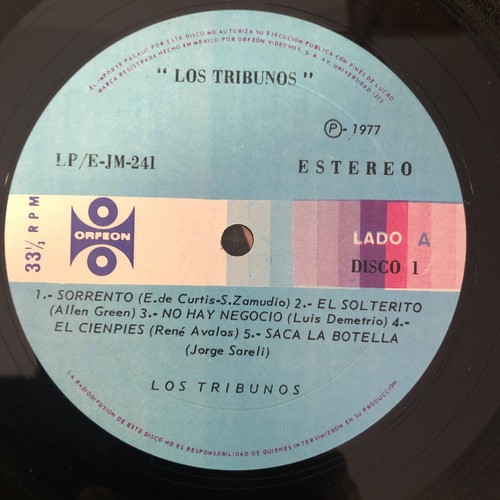 EL IMPORTE PAGADO POR ESTE DISCO NO AUTORIZA SU EJECUCION PUBLICA CON FINES DE LUCRO
MARCA REGISTRADA HECHO EN MEXICO POR ORFEON VIDEOVOX, S. A. AV. UNIVERSIDAD 1273
" LOS TRIBUNOS "
Ⓟ- 1977
LP/E-JM-241
ESTEREO
33⅓ RPM
ORFEON
LADO A
DISCO 1
1.- SORRENTO (E.de Curtis-S.Zamudio) 2.- EL SOLTERITO
(Allen Green) 3.- NO HAY NEGOCIO (Luis Demetrio) 4.-
EL CIENPIES (René Avalos) 5.- SACA LA BOTELLA
(Jorge Sareli)
LOS TRIBUNOS
LA RADIODIFUSION DE ESTE DISCO NO ES RESPONSABILIDAD DE QUIENES INTERVINIERON EN SU PRODUCCION